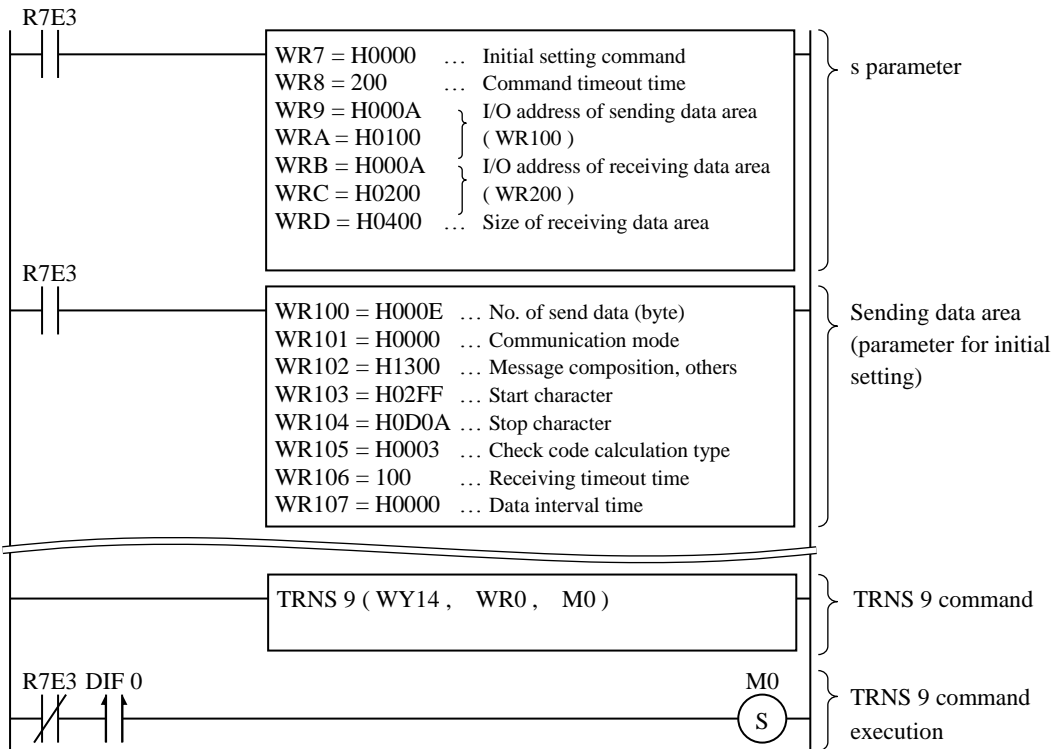 R7E3
WR7 = H0000 … Initial setting command
WR8 = 200 … Command timeout time
WR9 = H000A I/O address of sending data area
WRA = H0100 ( WR100 )
WRB = H000A I/O address of receiving data area
WRC = H0200 ( WR200 )
WRD = H0400 … Size of receiving data area
s parameter
R7E3
WR100 = H000E … No. of send data (byte)
WR101 = H0000 … Communication mode
WR102 = H1300 … Message composition, others
WR103 = H02FF … Start character
WR104 = H0D0A … Stop character
WR105 = H0003 … Check code calculation type
WR106 = 100 … Receiving timeout time
WR107 = H0000 … Data interval time
Sending data area
(parameter for initial
setting)
TRNS 9 ( WY14 , WR0 , M0 )
TRNS 9 command
R7E3 DIF 0 M0
S
TRNS 9 command
execution